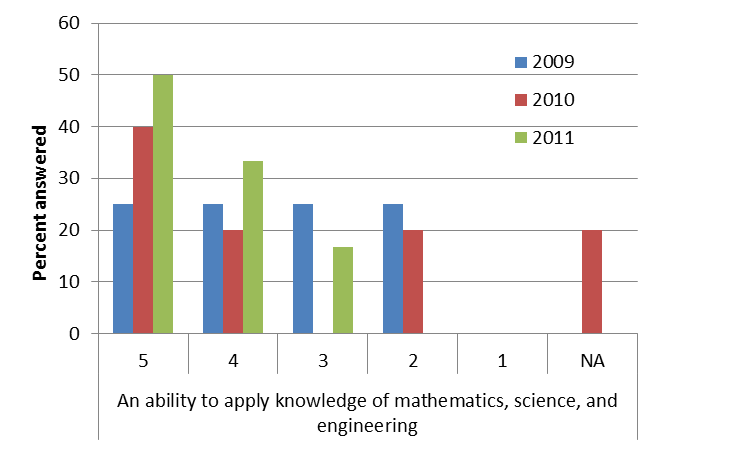 60
50
40
30
20
10
0
Percent answered
2009
2010
2011
5 4 3 2 1 NA
An ability to apply knowledge of mathematics, science, and
engineering